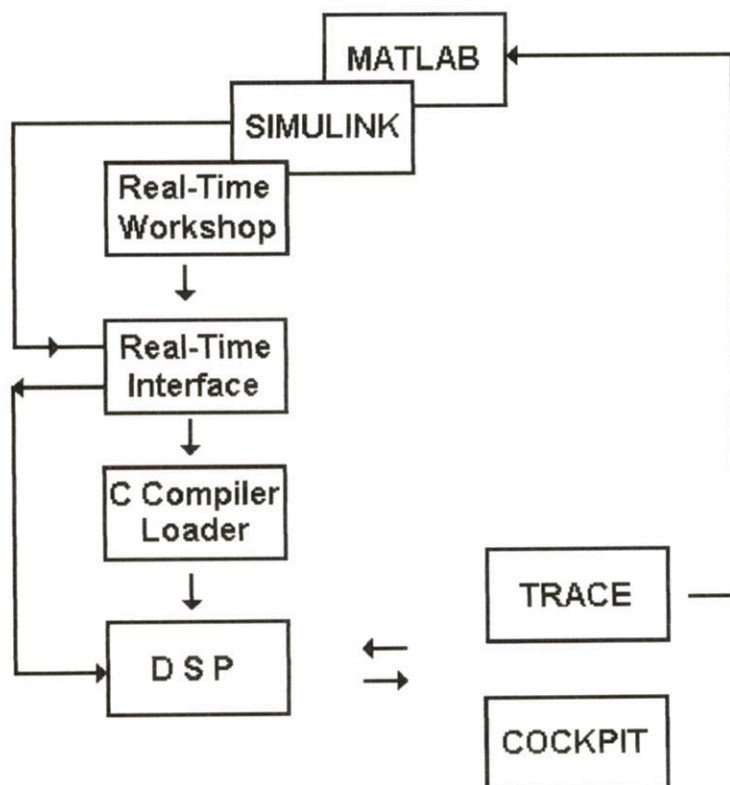 MATLAB
SIMULINK
Real-Time
Workshop
Real-Time
Interface
C Compiler
Loader
D S P
TRACE
COCKPIT